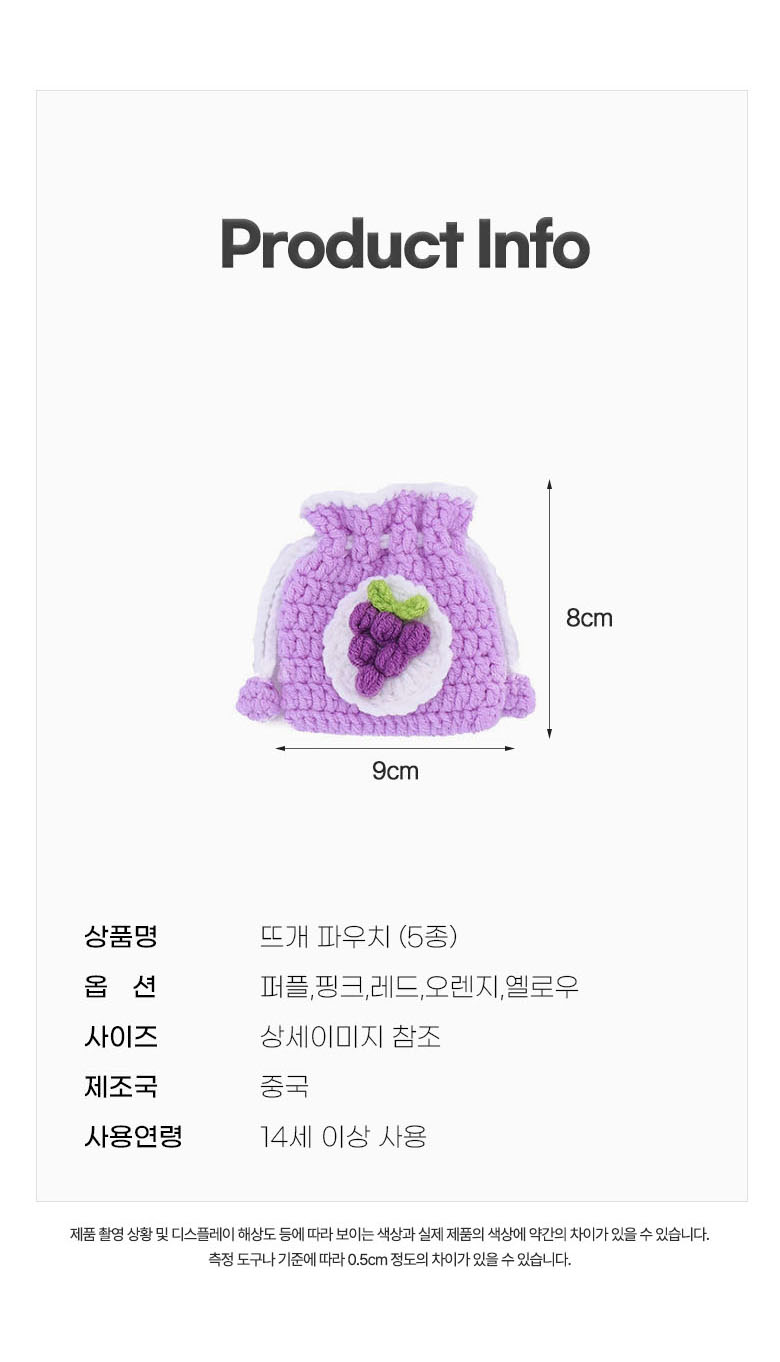 Product Info
8cm
9cm
상품명 뜨개 파우치 (5종)
옵 션 퍼플,핑크,레드,오렌지,옐로우
사이즈 상세이미지 참조
제조국 중국
사용연령 14세 이상 사용
제품 촬영 상황 및 디스플레이 해상도 등에 따라 보이는 색상과 실제 제품의 색상에 약간의 차이가 있을 수 있습니다.
측정 도구나 기준에 따라 0.5cm 정도의 차이가 있을 수 있습니다.